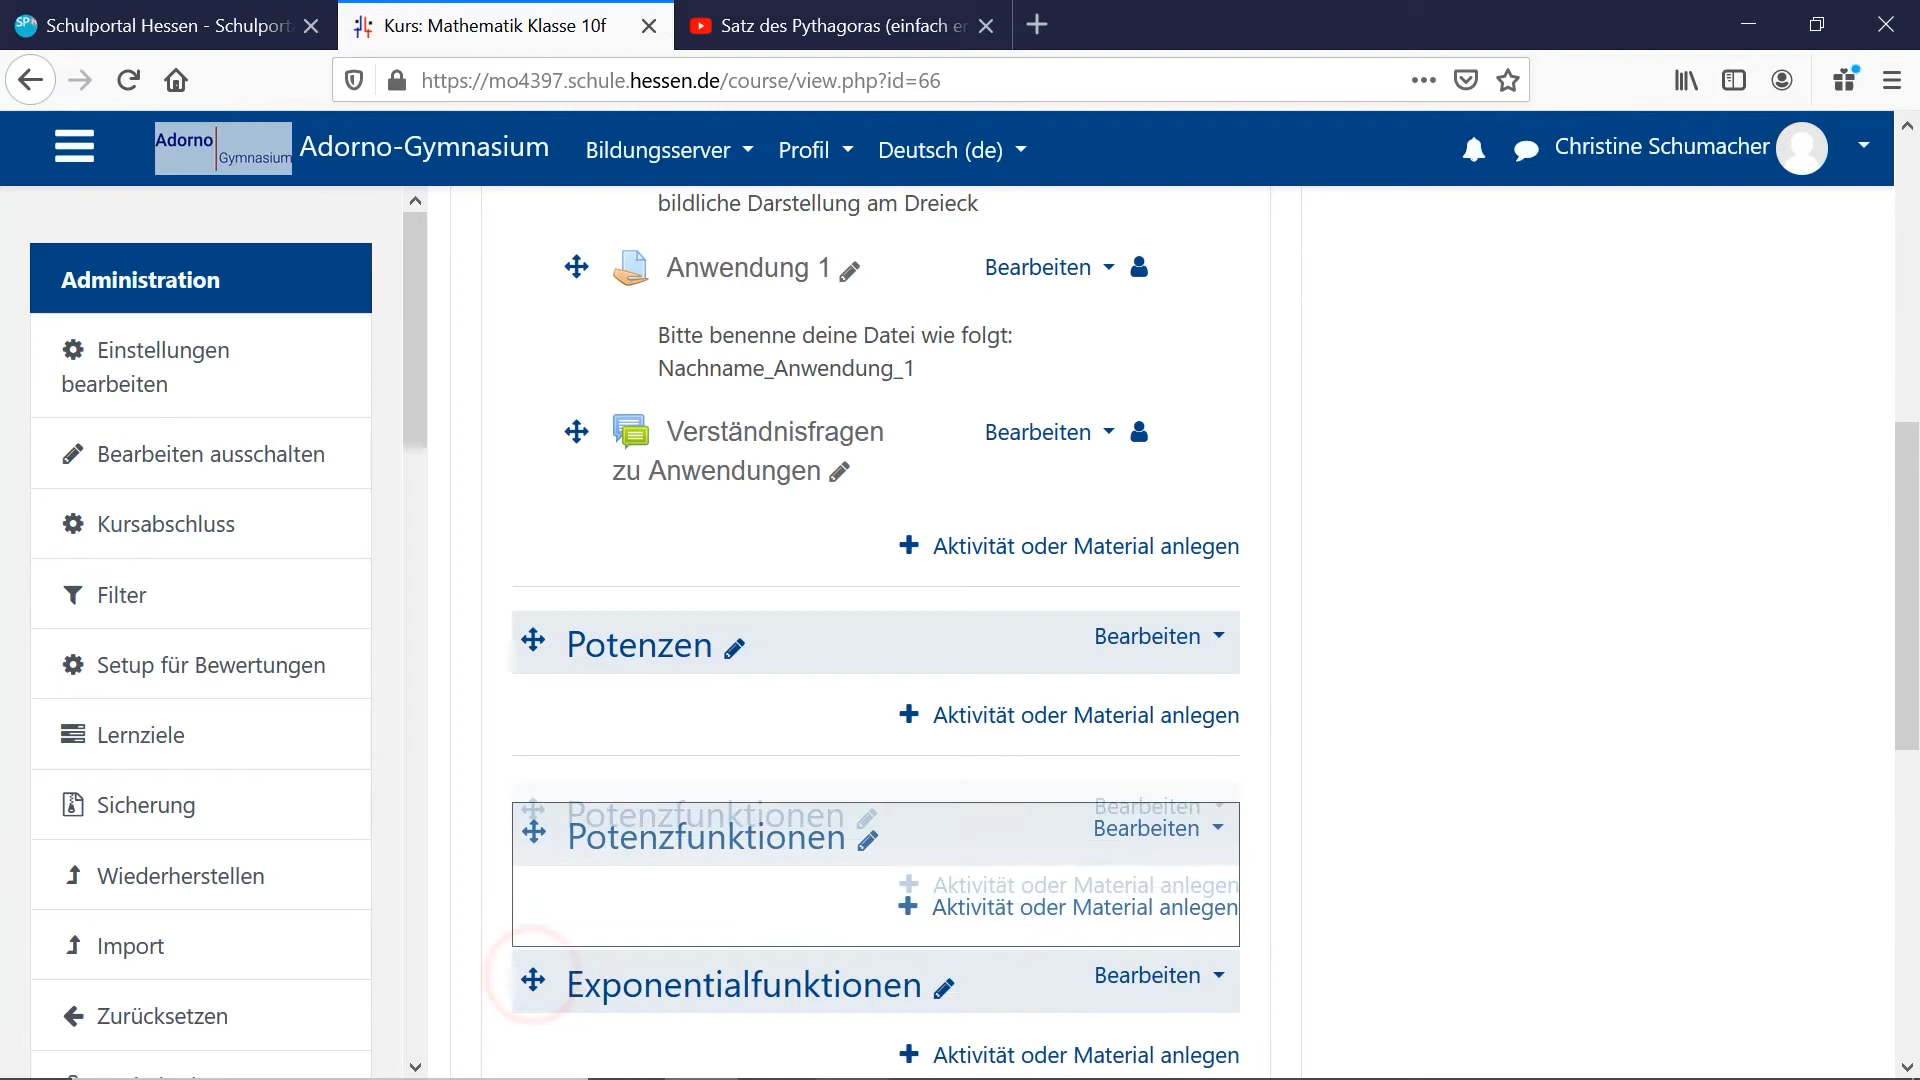 Schulportal Hessen - Schulport
Kurs: Mathematik Klasse 10f
Satz des Pythagoras (einfach er
https://mo4397.schule.hessen.de/course/view.php?id=66
Adorno
Gymnasium
Adorno-Gymnasium
Bildungsserver
Profil
Deutsch (de)
Christine Schumacher
Administration
Einstellungen
bearbeiten
Bearbeiten ausschalten
Kursabschluss
Filter
Setup für Bewertungen
Lernziele
Sicherung
Wiederherstellen
Import
Zurücksetzen
bildliche Darstellung am Dreieck
Anwendung 1
Bearbeiten
Bitte benenne deine Datei wie folgt:
Nachname_Anwendung_1
Verständnisfragen
zu Anwendungen
Bearbeiten
Aktivität oder Material anlegen
Potenzen
Bearbeiten
Aktivität oder Material anlegen
Potenzfunktionen
Bearbeiten
Potenzfunktionen
Bearbeiten
Aktivität oder Material anlegen
Aktivität oder Material anlegen
Exponentialfunktionen
Bearbeiten
Aktivität oder Material anlegen